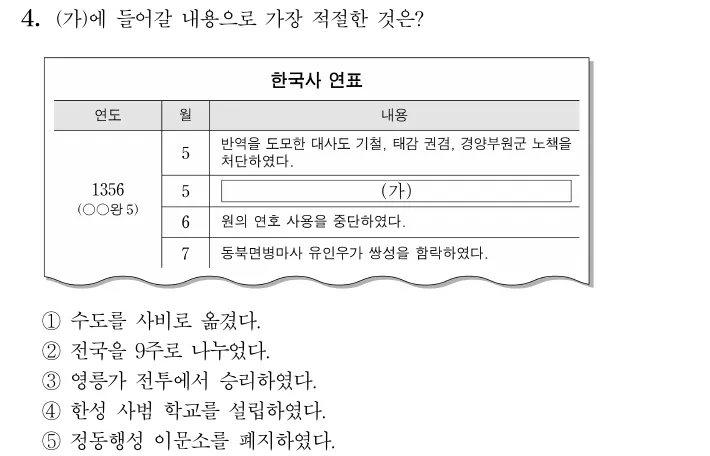 4. (가)에 들어갈 내용으로 가장 적절한 것은?
한국사 연표
연도 월 내용
1356
(○○왕 5)
5 반역을 도모한 대사도 기철, 태감 권겸, 경양부원군 노책을
처단하였다.
5 (가)
6 원의 연호 사용을 중단하였다.
7 동북면병마사 유인우가 쌍성을 함락하였다.
① 수도를 사비로 옮겼다.
② 전국을 9주로 나누었다.
③ 영릉가 전투에서 승리하였다.
④ 한성 사범 학교를 설립하였다.
⑤ 정동행성 이문소를 폐지하였다.